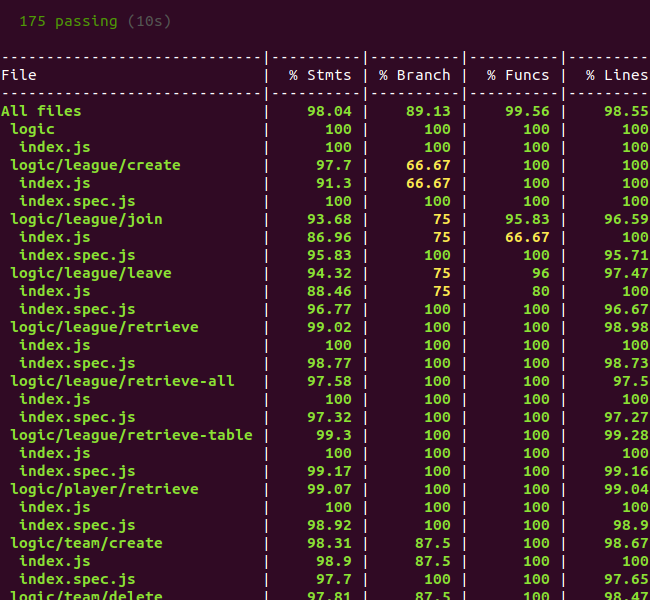 175 passing (10s)
----------------------------|----------|----------|----------|---------
File                        |  % Stmts | % Branch |  % Funcs |  % Lines
----------------------------|----------|----------|----------|---------
All files                   |    98.04 |    89.13 |    99.56 |    98.55
 logic                      |      100 |      100 |      100 |      100
  index.js                  |      100 |      100 |      100 |      100
 logic/league/create        |     97.7 |    66.67 |      100 |      100
  index.js                  |     91.3 |    66.67 |      100 |      100
  index.spec.js             |      100 |      100 |      100 |      100
 logic/league/join          |    93.68 |       75 |    95.83 |    96.59
  index.js                  |    86.96 |       75 |    66.67 |      100
  index.spec.js             |    95.83 |      100 |      100 |    95.71
 logic/league/leave         |    94.32 |       75 |       96 |    97.47
  index.js                  |    88.46 |       75 |       80 |      100
  index.spec.js             |    96.77 |      100 |      100 |    96.67
 logic/league/retrieve      |    99.02 |      100 |      100 |    98.98
  index.js                  |      100 |      100 |      100 |      100
  index.spec.js             |    98.77 |      100 |      100 |    98.73
 logic/league/retrieve-all  |    97.58 |      100 |      100 |     97.5
  index.js                  |      100 |      100 |      100 |      100
  index.spec.js             |    97.32 |      100 |      100 |    97.27
 logic/league/retrieve-table |     99.3 |      100 |      100 |    99.28
  index.js                  |      100 |      100 |      100 |      100
  index.spec.js             |    99.17 |      100 |      100 |    99.16
 logic/player/retrieve      |    99.07 |      100 |      100 |    99.04
  index.js                  |      100 |      100 |      100 |      100
  index.spec.js             |    98.92 |      100 |      100 |     98.9
 logic/team/create          |    98.31 |     87.5 |      100 |    98.67
  index.js                  |     98.9 |     87.5 |      100 |      100
  index.spec.js             |     97.7 |      100 |      100 |    97.65
 logic/team/delete          |    97.81 |     87.5 |      100 |    98.47